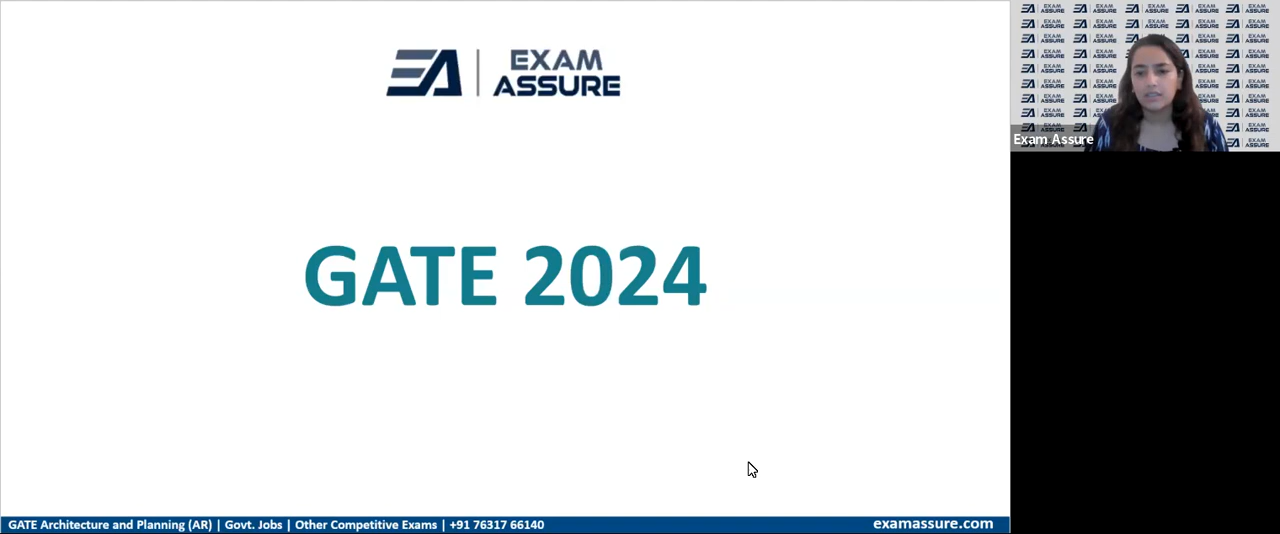 EXAM
ASSURE
GATE 2024
GATE Architecture and Planning (AR) | Govt. Jobs | Other Competitive Exams | +91 76317 66140
examassure.com
Exam Assure